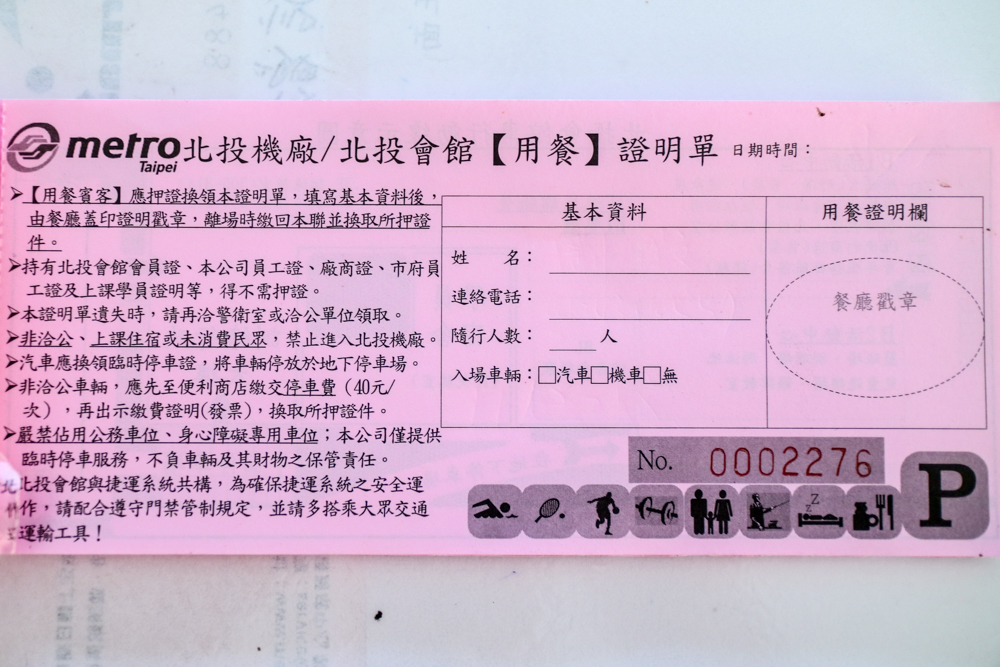 metro Taipei 北投機廠/北投會館【用餐】證明單 日期時間：
➢【用餐賓客】應押證換領本證明單，填寫基本資料後，
由餐廳蓋印證明戳章，離場時繳回本聯並換取所押證
件。
➢持有北投會館會員證、本公司員工證、廠商證、市府員
工證及上課學員證明等，得不需押證。
➢本證明單遺失時，請再洽警衛室或洽公單位領取。
➢非洽公、上課住宿或未消費民眾，禁止進入北投機廠。
➢汽車應換領臨時停車證，將車輛停放於地下停車場。
➢非洽公車輛，應先至便利商店繳交停車費（40元/
次），再出示繳費證明(發票)，換取所押證件。
➢嚴禁佔用公務車位、身心障礙專用車位；本公司僅提供
臨時停車服務，不負車輛及其財物之保管責任。
北投會館與捷運系統共構，為確保捷運系統之安全運
作，請配合遵守門禁管制規定，並請多搭乘大眾交通
運輸工具！
基本資料
姓　名：
連絡電話：
隨行人數：____人
入場車輛：□汽車□機車□無
用餐證明欄
餐廳戳章
No. 0002276
P